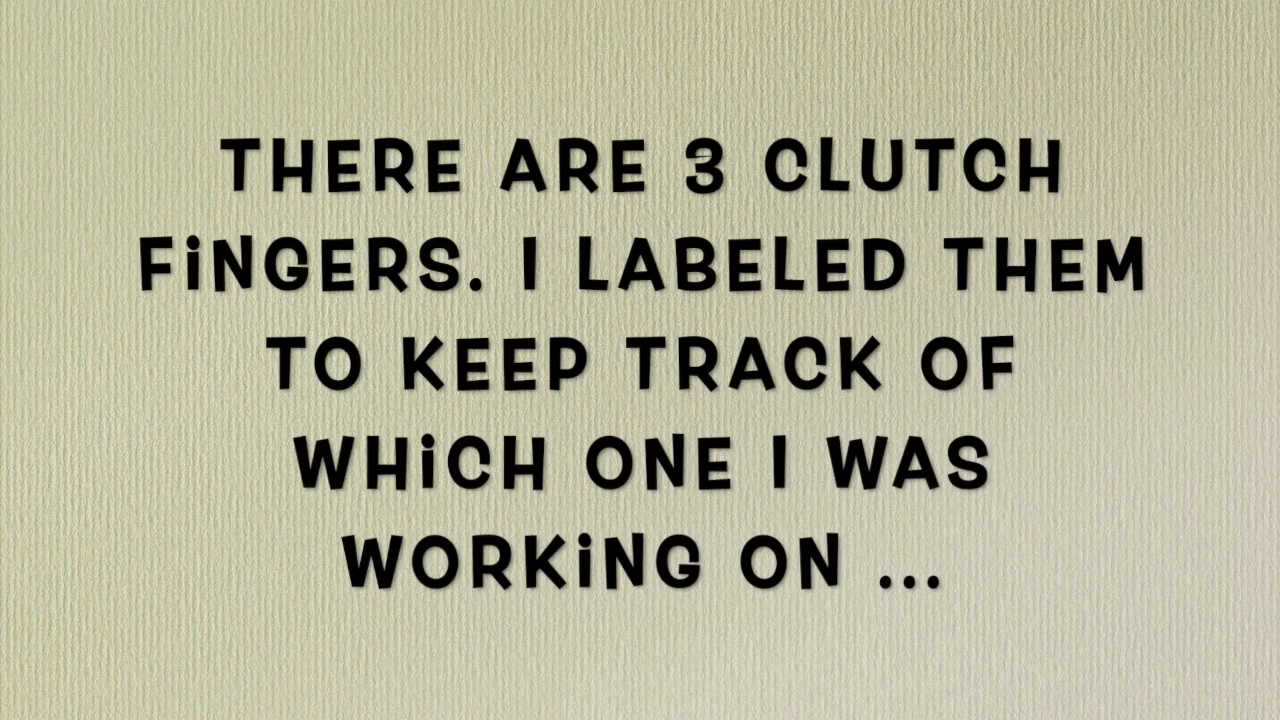 THERE ARE 3 CLUTCH
FiNGERS. I LABELED THEM
TO KEEP TRACK OF
WHiCH ONE I WAS
WORKiNG ON ...